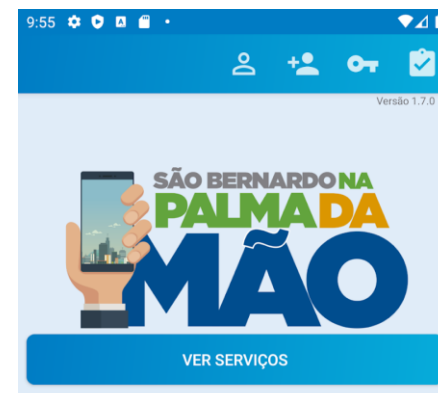 9:55
Versão 1.7.0
SÃO BERNARDO NA
PALMA DA
MÃO
VER SERVIÇOS